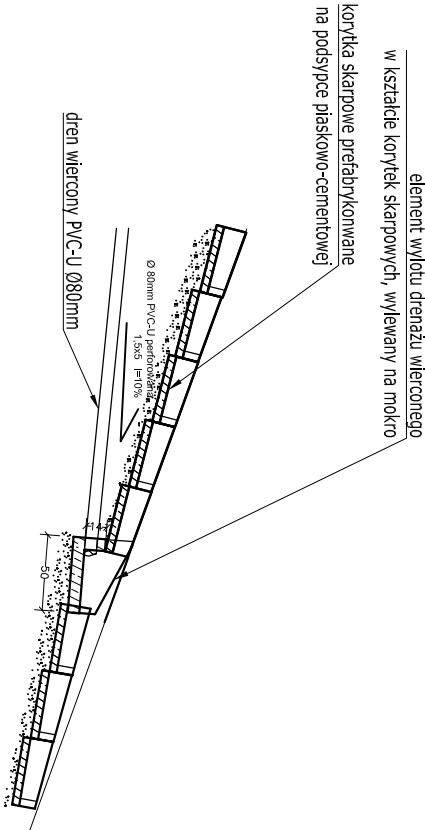 element wylotu drenażu wierconego
w kształcie korytek skarpowych, wylewany na mokro
korytka skarpowe prefabrykonwane
na podsypce piaskowo-cementowej
Ø 80mm PVC-U perforowana
1,5x5 I=10%
dren wiercony PVC-U Ø80mm
50